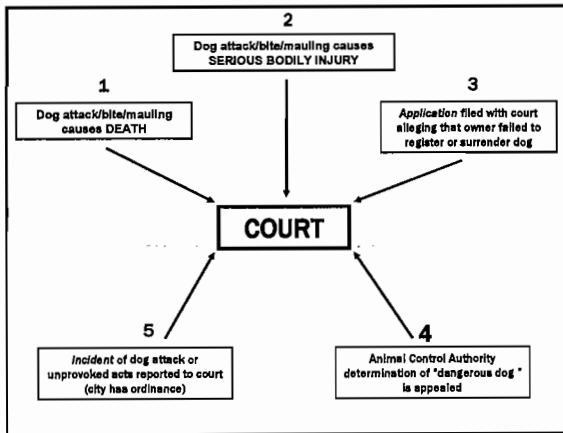 2
Dog attack/bite/mauling causes
SERIOUS BODILY INJURY
1
Dog attack/bite/mauling
causes DEATH
3
Application filed with court
alleging that owner failed to
register or surrender dog
COURT
5
Incident of dog attack or
unprovoked acts reported to court
(city has ordinance)
4
Animal Control Authority
determination of "dangerous dog "
is appealed